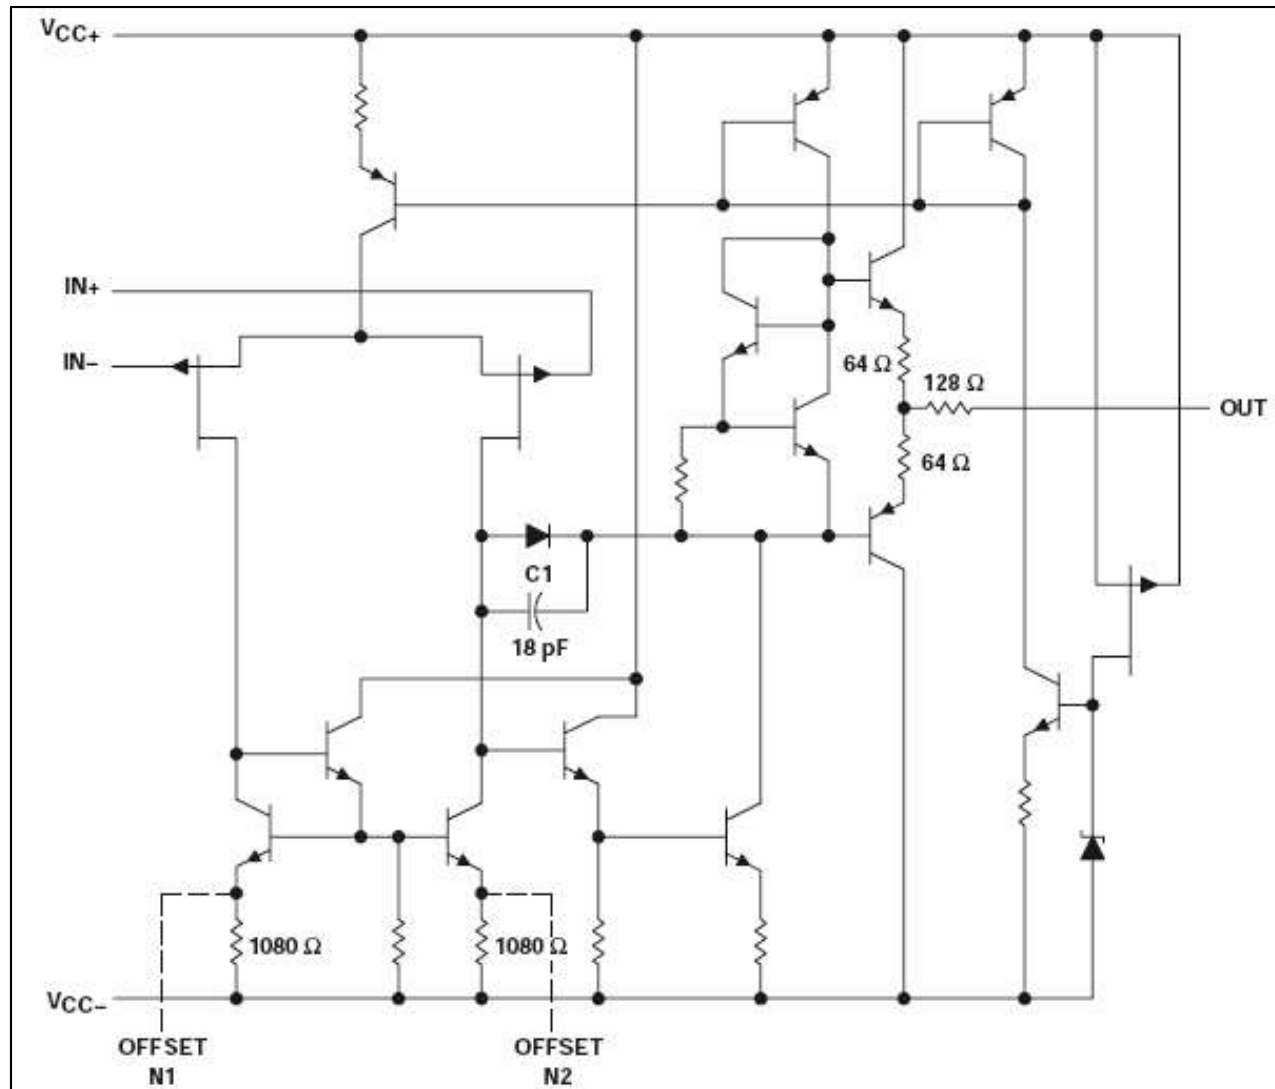 VCC+
IN+
IN−
64 Ω
128 Ω
OUT
64 Ω
C1
18 pF
1080 Ω
1080 Ω
VCC−
OFFSET
N1
OFFSET
N2